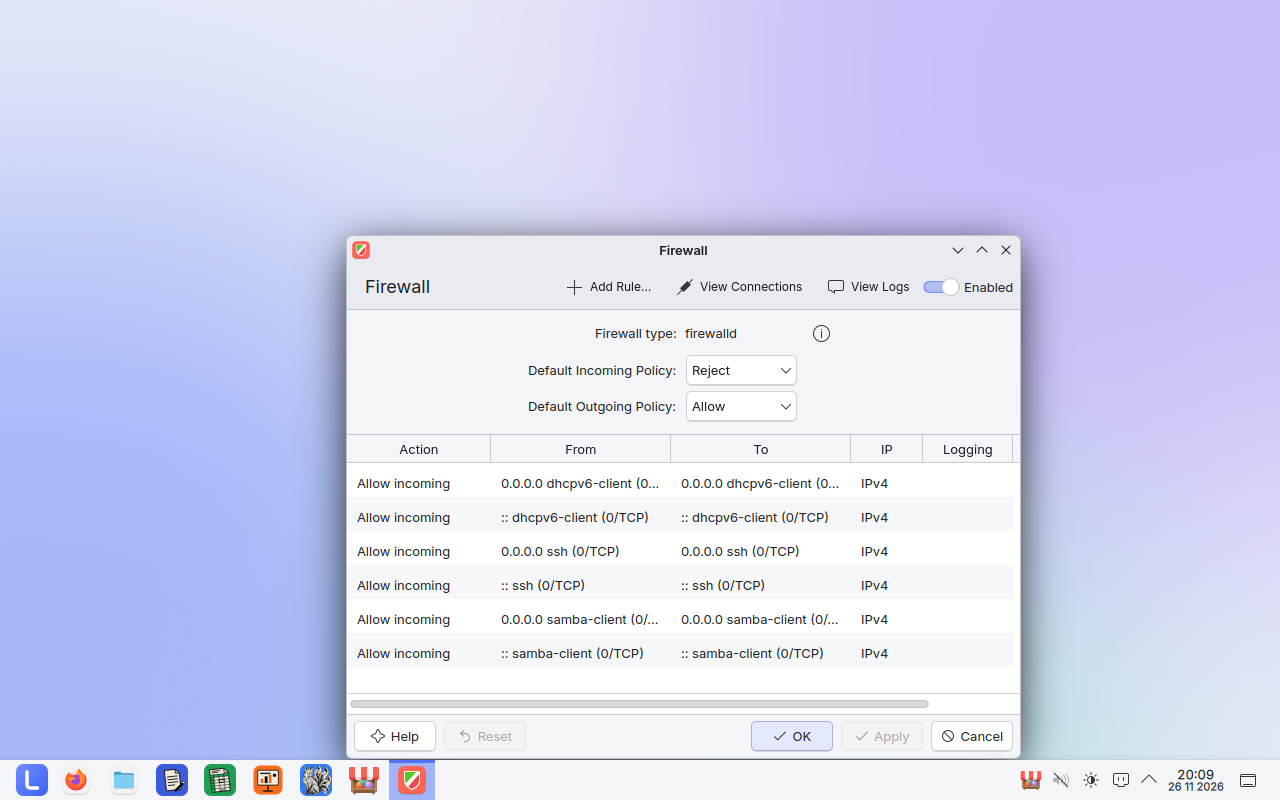 Firewall
Firewall Add Rule... View Connections View Logs Enabled
Firewall type: firewalld
Default Incoming Policy: Reject
Default Outgoing Policy: Allow
Action From To IP Logging
Allow incoming 0.0.0.0 dhcpv6-client (0... 0.0.0.0 dhcpv6-client (0... IPv4
Allow incoming :: dhcpv6-client (0/TCP) :: dhcpv6-client (0/TCP) IPv4
Allow incoming 0.0.0.0 ssh (0/TCP) 0.0.0.0 ssh (0/TCP) IPv4
Allow incoming :: ssh (0/TCP) :: ssh (0/TCP) IPv4
Allow incoming 0.0.0.0 samba-client (0/... 0.0.0.0 samba-client (0/... IPv4
Allow incoming :: samba-client (0/TCP) :: samba-client (0/TCP) IPv4
Help Reset OK Apply Cancel
20:09
26 11 2026